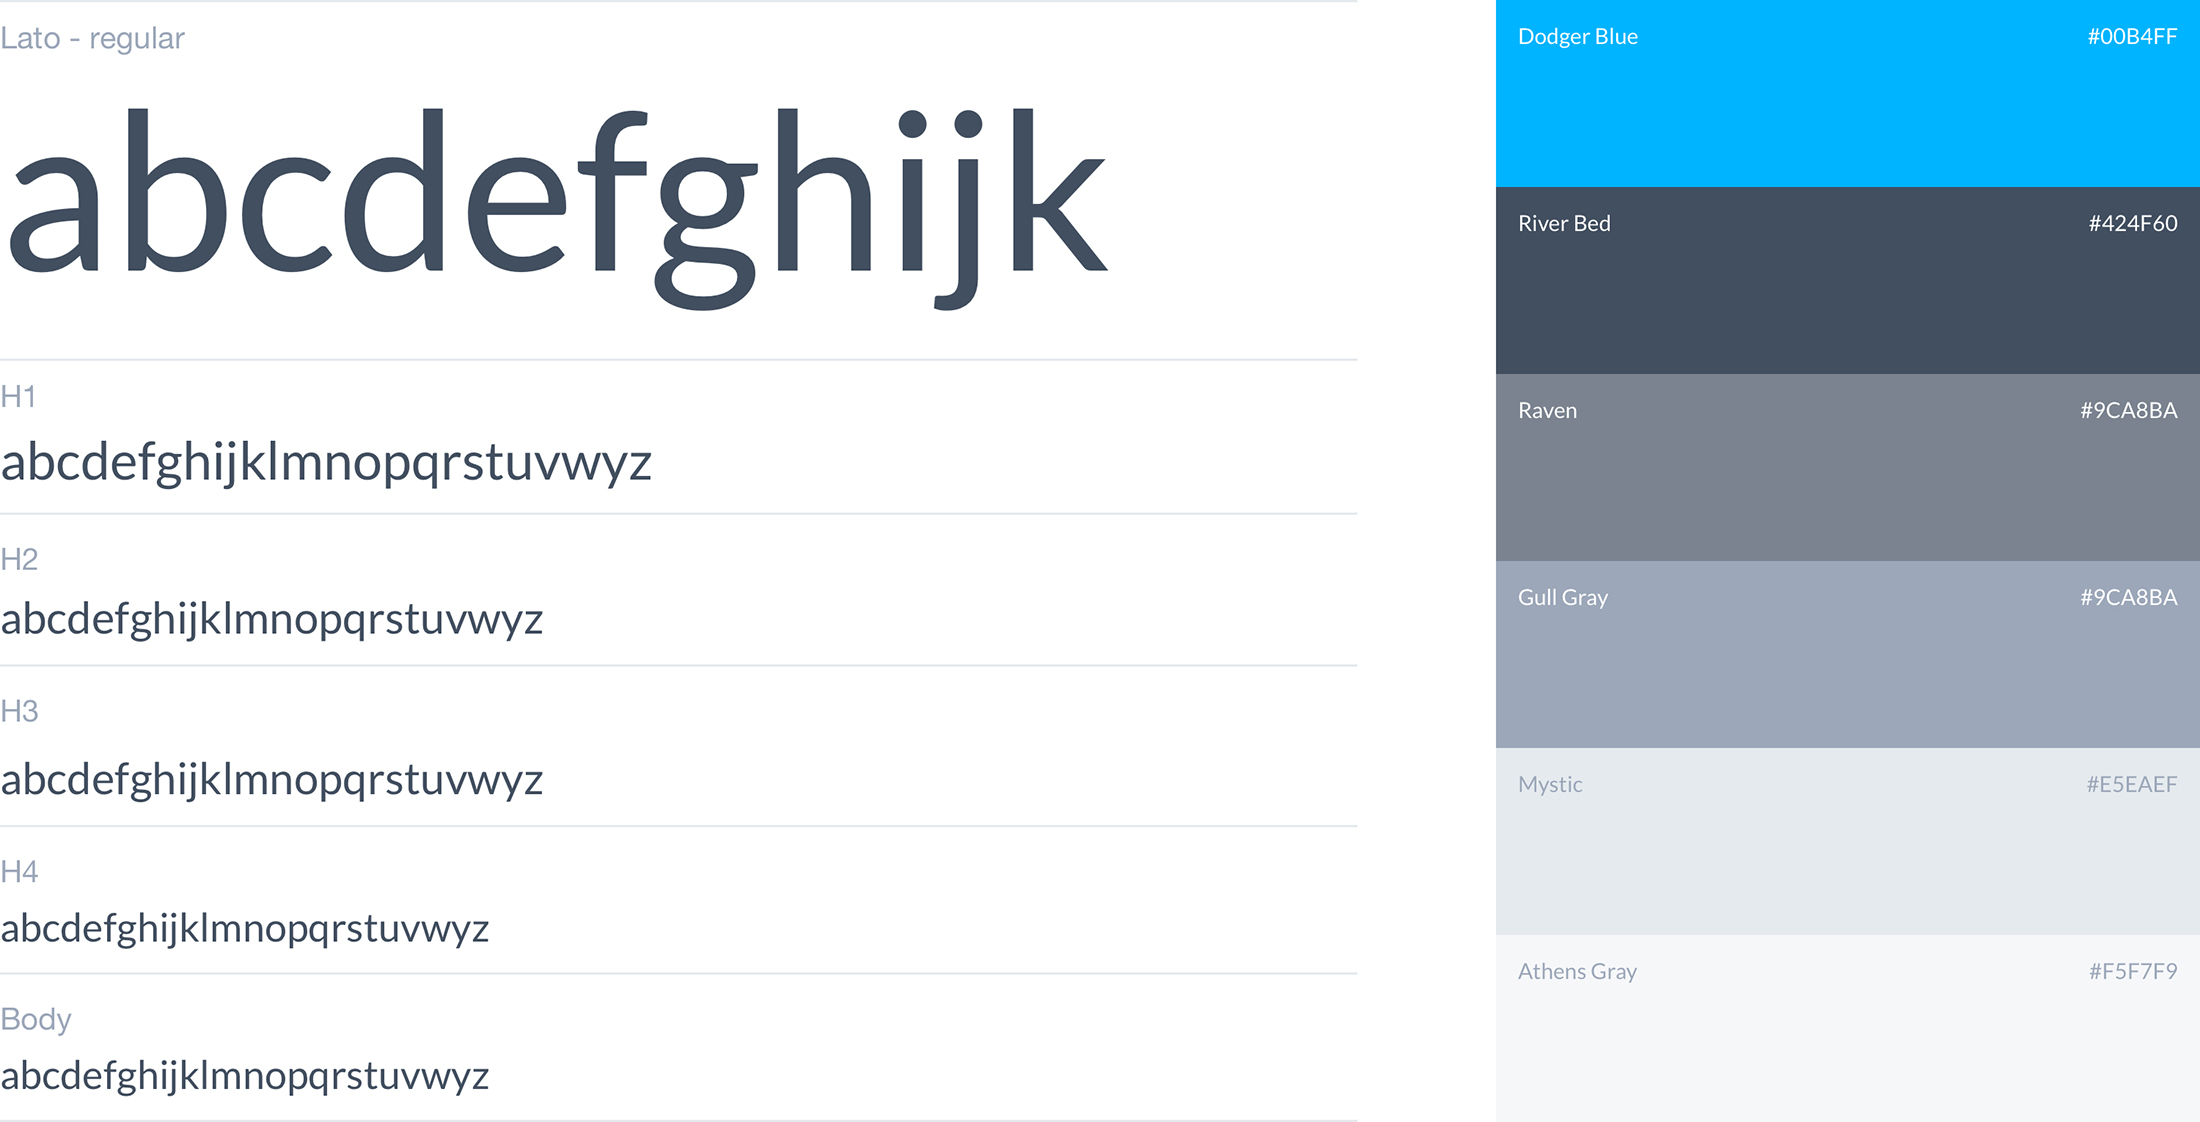 Lato - regular
abcdefghijk
H1
abcdefghijklmnopqrstuvwyz
H2
abcdefghijklmnopqrstuvwyz
H3
abcdefghijklmnopqrstuvwyz
H4
abcdefghijklmnopqrstuvwyz
Body
abcdefghijklmnopqrstuvwyz
Dodger Blue #00B4FF
River Bed #424F60
Raven #9CA8BA
Gull Gray #9CA8BA
Mystic #E5EAEF
Athens Gray #F5F7F9